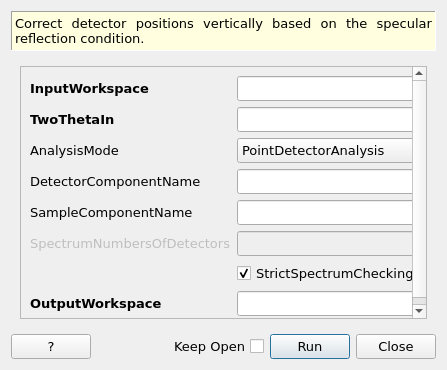 Correct detector positions vertically based on the specular
reflection condition.
InputWorkspace
TwoThetaIn
AnalysisMode PointDetectorAnalysis
DetectorComponentName
SampleComponentName
SpectrumNumbersOfDetectors
StrictSpectrumChecking
OutputWorkspace
? Keep Open Run Close